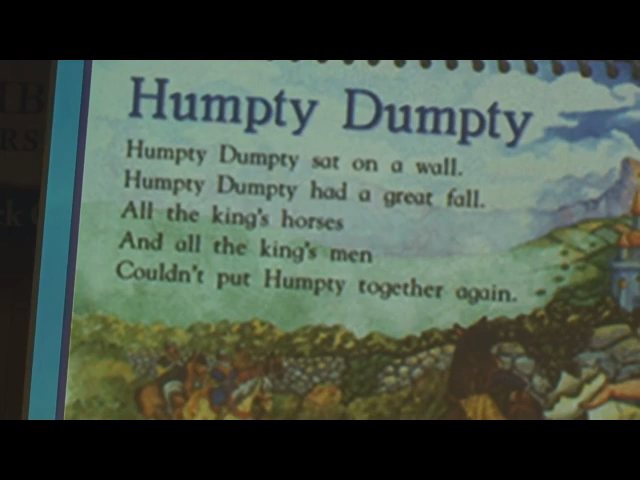 Humpty Dumpty
Humpty Dumpty sat on a wall.
Humpty Dumpty had a great fall.
All the king's horses
And all the king's men
Couldn't put Humpty together again.